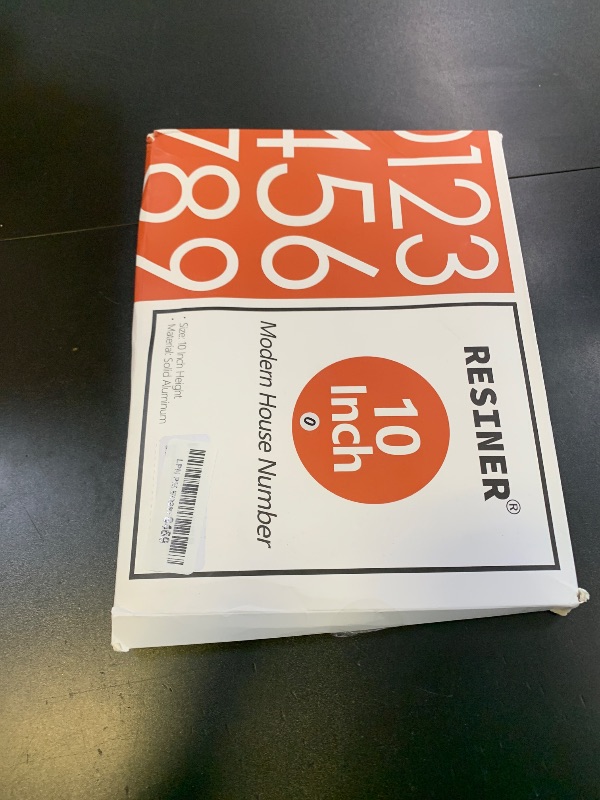 0123
456
789
RESINER®
10
Inch
0
Modern House Number
• Size: 10 Inch Height
• Material: Solid Aluminum